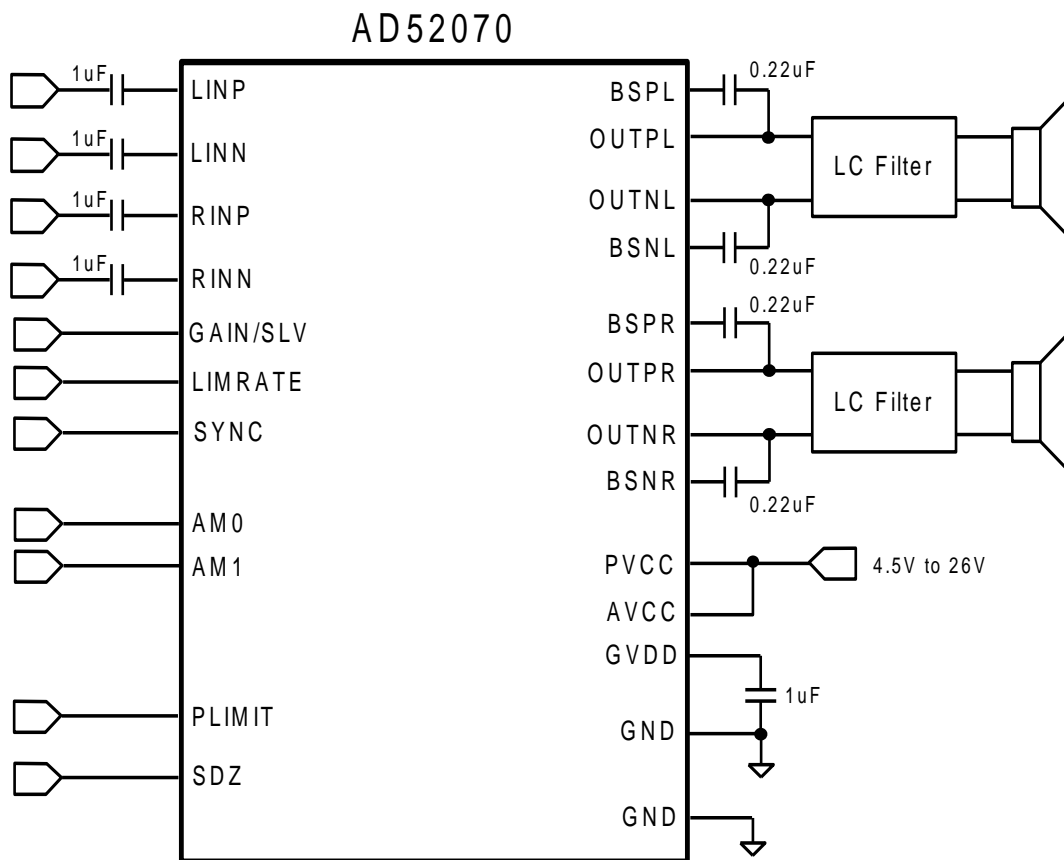 AD52070
1uF
LINP
1uF
LINN
1uF
RINP
1uF
RINN
GAIN/SLV
LIMRATE
SYNC
AM0
AM1
PLIMIT
SDZ
BSPL
0.22uF
OUTPL
LC Filter
OUTNL
BSNL
0.22uF
BSPR
0.22uF
OUTPR
LC Filter
OUTNR
BSNR
0.22uF
PVCC
4.5V to 26V
AVCC
GVDD
1uF
GND
GND